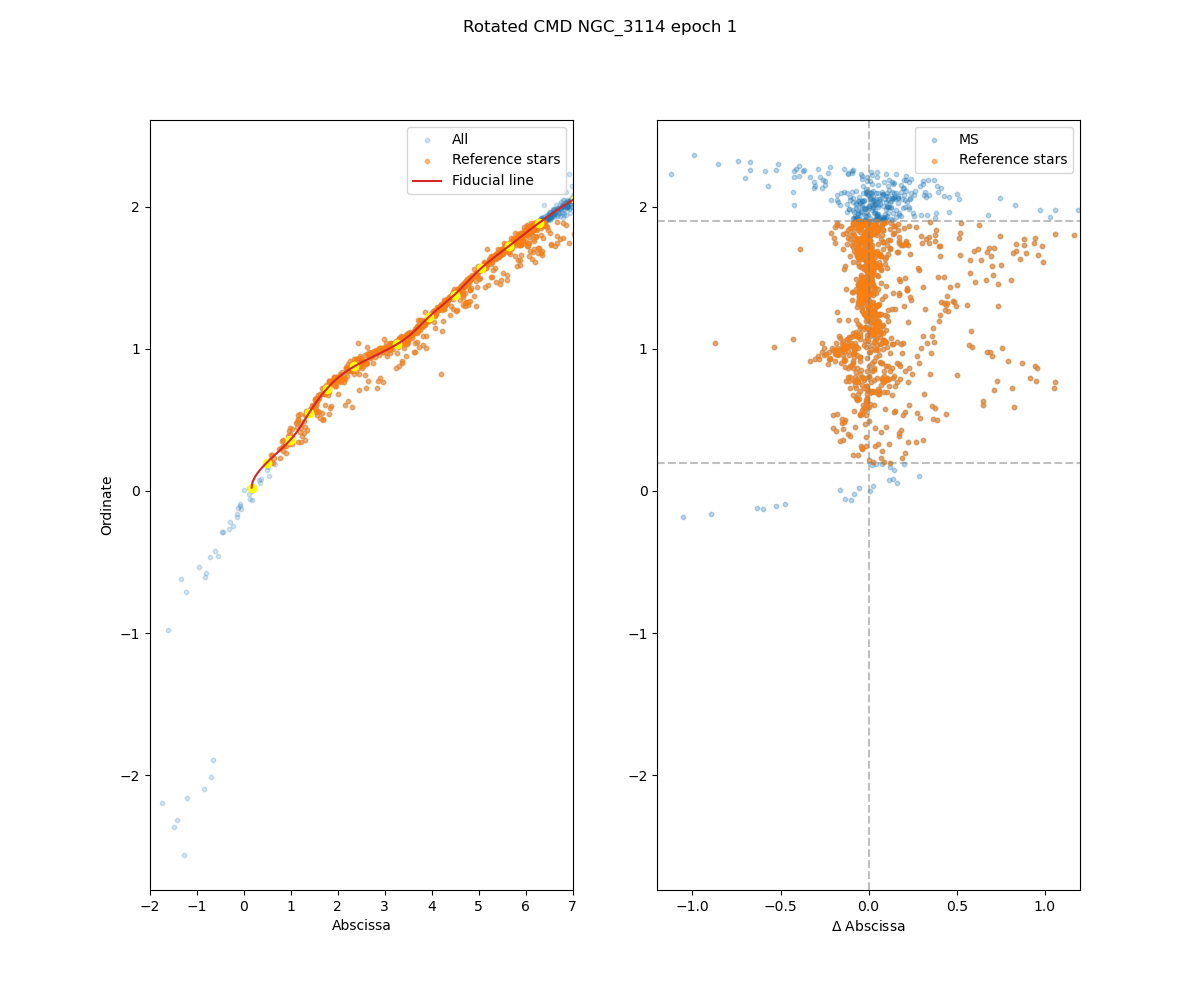 Rotated CMD NGC_3114 epoch 1
All
Reference stars
Fiducial line
2
1
0
−1
−2
Ordinate
−2 −1 0 1 2 3 4 5 6 7
Abscissa
MS
Reference stars
2
1
0
−1
−2
−1.0 −0.5 0.0 0.5 1.0
Δ Abscissa